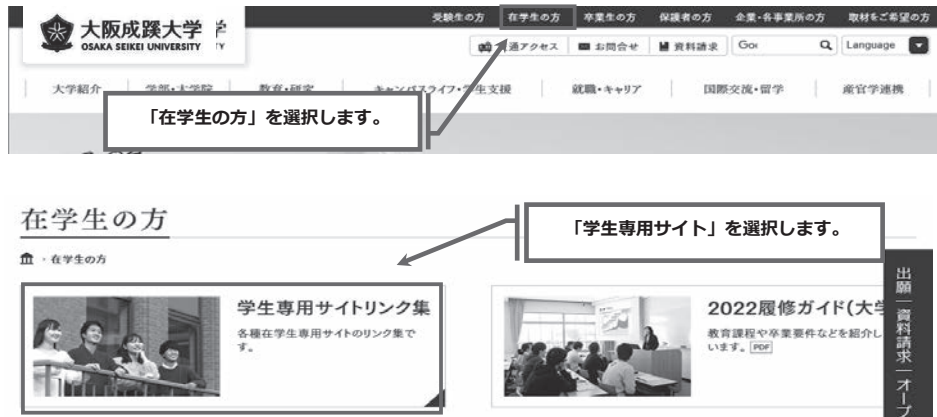 受験生の方 在学生の方 卒業生の方 保護者の方 企業・各事業所の方 取材をご希望の方
大阪成蹊大学
OSAKA SEIKEI UNIVERSITY
通アクセス お問合せ 資料請求 Language
大学紹介 学部・大学院 教育・研究 キャンパスライフ・学生支援 就職・キャリア 国際交流・留学 産官学連携
「在学生の方」を選択します。
在学生の方
「学生専用サイト」を選択します。
・在学生の方
学生専用サイトリンク集
各種在学生専用サイトのリンク集で
す。
2022履修ガイド(大学
教育課程や卒業要件などを紹介し
います。 PDF
出願 | 資料請求 | オープ